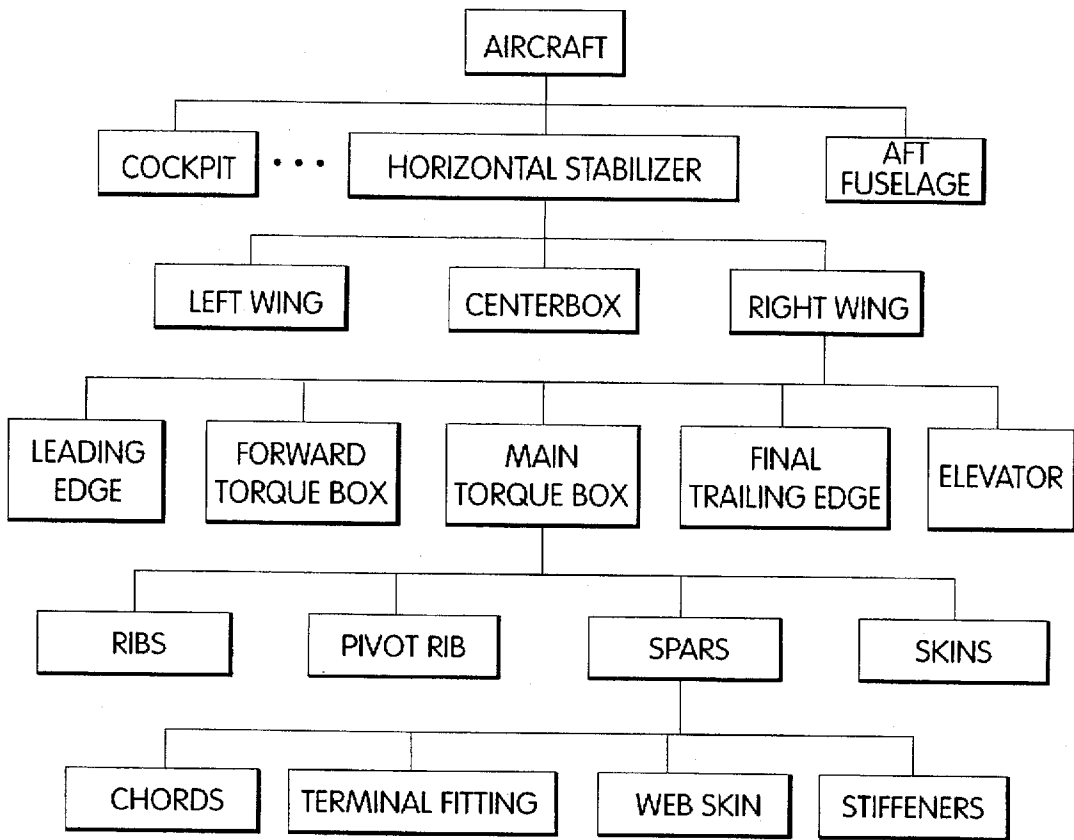 AIRCRAFT
COCKPIT
• • •
HORIZONTAL STABILIZER
AFT
FUSELAGE
LEFT WING
CENTERBOX
RIGHT WING
LEADING
EDGE
FORWARD
TORQUE BOX
MAIN
TORQUE BOX
FINAL
TRAILING EDGE
ELEVATOR
RIBS
PIVOT RIB
SPARS
SKINS
CHORDS
TERMINAL FITTING
WEB SKIN
STIFFENERS